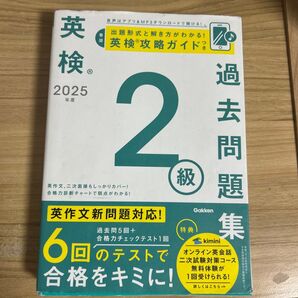 音声はアプリ&MP3ダウンロードで聞ける!
出題形式と解き方がわかる!
英検®攻略ガイドつき
英検®
2025
年度
過去問題集
2級
英作文、二次面接もしっかりカバー!
合格力診断チャートで弱点がわかる!
Gakken
英作文新問題対応!
過去問5回+
合格力チェックテスト1回
6回のテストで
合格をキミに!
特典
kimini
オンライン英会話
二次試験対策コース
無料体験が
1回受けられる!